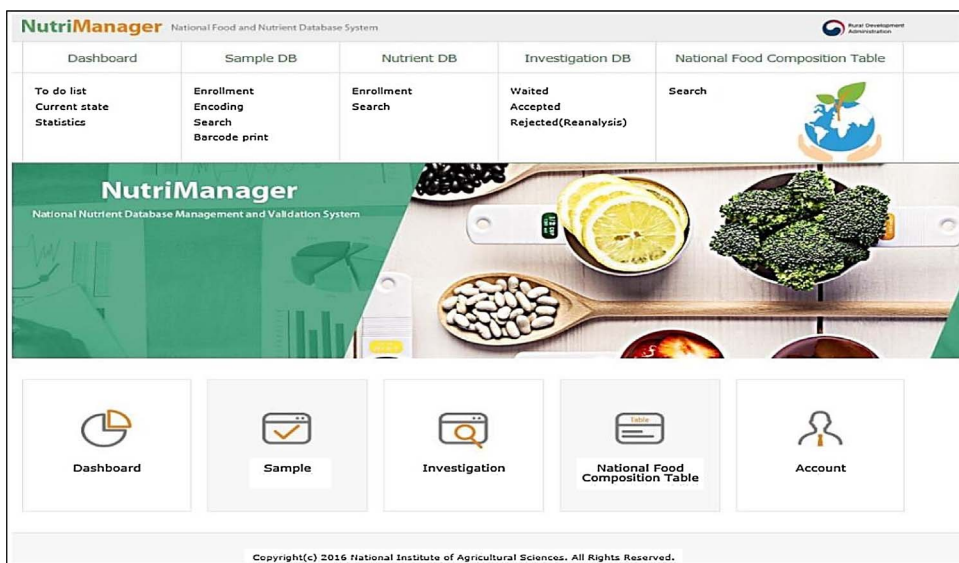 NutriManager National Food and Nutrient Database System
Rural Development
Administration
Dashboard Sample DB Nutrient DB Investigation DB National Food Composition Table
To do list Enrollment Enrollment Waited Search
Current state Encoding Search Accepted
Statistics Search Rejected(Reanalysis)
Barcode print
NutriManager
National Nutrient Database Management and Validation System
1/2 CUP
Table
Dashboard Sample Investigation National Food Account
Composition Table
Copyright(c) 2016 National Institute of Agricultural Sciences. All Rights Reserved.